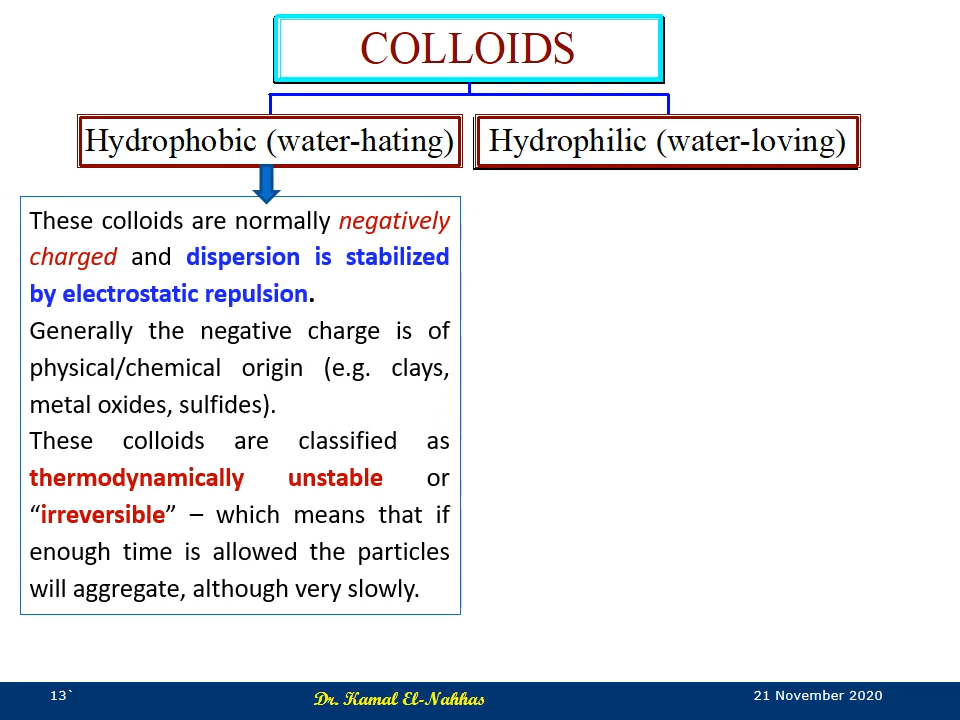 COLLOIDS
Hydrophobic (water-hating)
Hydrophilic (water-loving)
These colloids are normally negatively
charged and dispersion is stabilized
by electrostatic repulsion.
Generally the negative charge is of
physical/chemical origin (e.g. clays,
metal oxides, sulfides).
These colloids are classified as
thermodynamically unstable or
“irreversible” – which means that if
enough time is allowed the particles
will aggregate, although very slowly.
13`
Dr. Kamal El-Nahhas
21 November 2020